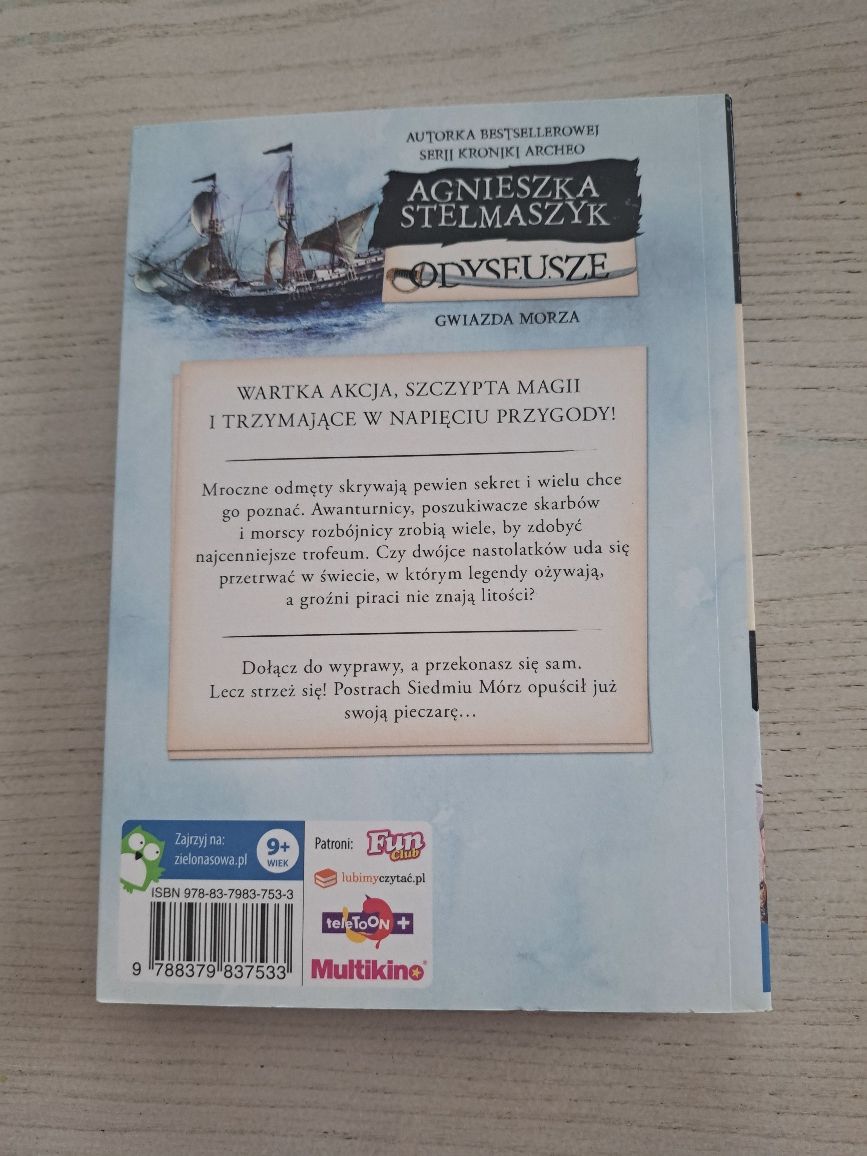 AUTORKA BESTSELLEROWEJ
SERII KRONIKI ARCHEO
AGNIESZKA
STELMASZYK
ODYSEUSZE
GWIAZDA MORZA
WARTKA AKCJA, SZCZYPTA MAGII
I TRZYMAJĄCE W NAPIĘCIU PRZYGODY!
Mroczne odmęty skrywają pewien sekret i wielu chce
go poznać. Awanturnicy, poszukiwacze skarbów
i morscy rozbójnicy zrobią wiele, by zdobyć
najcenniejsze trofeum. Czy dwójce nastolatków uda się
przetrwać w świecie, w którym legendy ożywają,
a groźni piraci nie znają litości?
Dołącz do wyprawy, a przekonasz się sam.
Lecz strzeż się! Postrach Siedmiu Mórz opuścił już
swoją pieczarę...
Zajrzyj na:
zielonasowa.pl
9+
WIEK
ISBN 978-83-7983-753-3
9 788379 837533
Patroni:
Fun
Club
lubimyczytać.pl
teleTOON +
Multikino